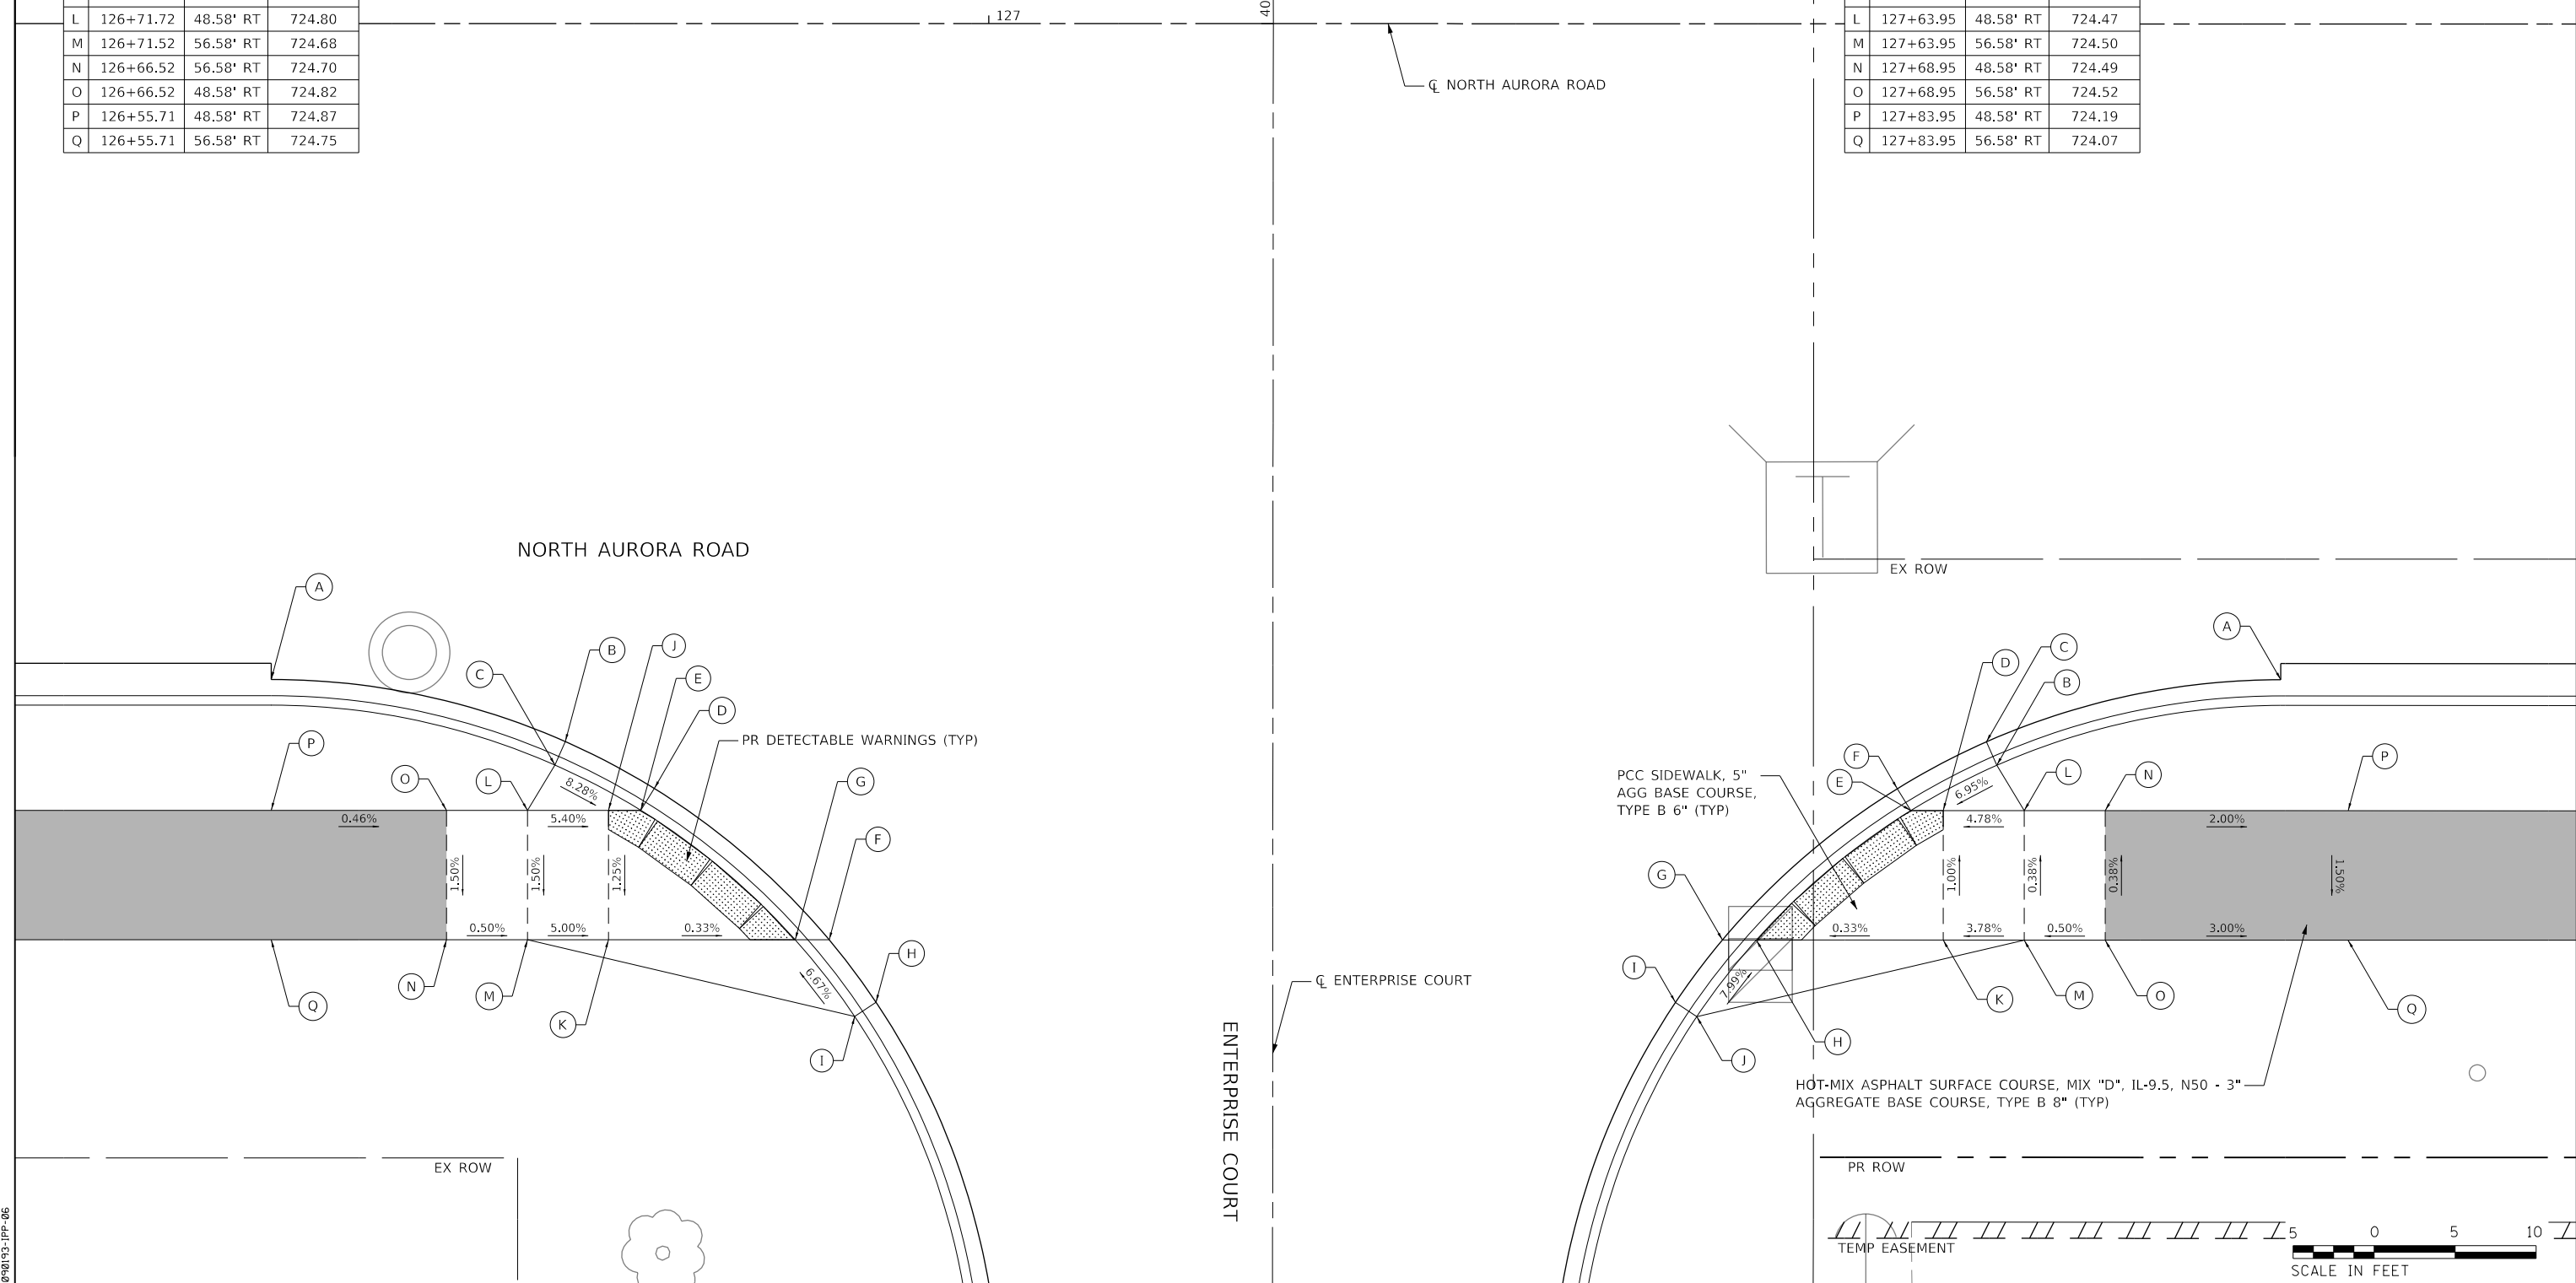 L 126+71.72 48.58' RT 724.80
M 126+71.52 56.58' RT 724.68
N 126+66.52 56.58' RT 724.70
O 126+66.52 48.58' RT 724.82
P 126+55.71 48.58' RT 724.87
Q 126+55.71 56.58' RT 724.75
127
40
℄ NORTH AURORA ROAD
L 127+63.95 48.58' RT 724.47
M 127+63.95 56.58' RT 724.50
N 127+68.95 48.58' RT 724.49
O 127+68.95 56.58' RT 724.52
P 127+83.95 48.58' RT 724.19
Q 127+83.95 56.58' RT 724.07
NORTH AURORA ROAD
A
B
J
C
E
D
PR DETECTABLE WARNINGS (TYP)
P
O
L
G
F
H
8.28%
0.46%
5.40%
1.50%
1.50%
1.25%
0.50%
5.00%
0.33%
6.67%
N
M
K
Q
I
℄ ENTERPRISE COURT
ENTERPRISE COURT
EX ROW
EX ROW
A
C
D
B
F
E
L
N
P
PCC SIDEWALK, 5"
AGG BASE COURSE,
TYPE B 6" (TYP)
6.95%
4.78%
2.00%
1.00%
0.38%
0.38%
1.50%
0.33%
3.78%
0.50%
3.00%
7.99%
G
I
K
M
O
Q
H
J
HOT-MIX ASPHALT SURFACE COURSE, MIX "D", IL-9.5, N50 - 3"
AGGREGATE BASE COURSE, TYPE B 8" (TYP)
PR ROW
TEMP EASEMENT
5 0 5 10
SCALE IN FEET
090193-IPP-06